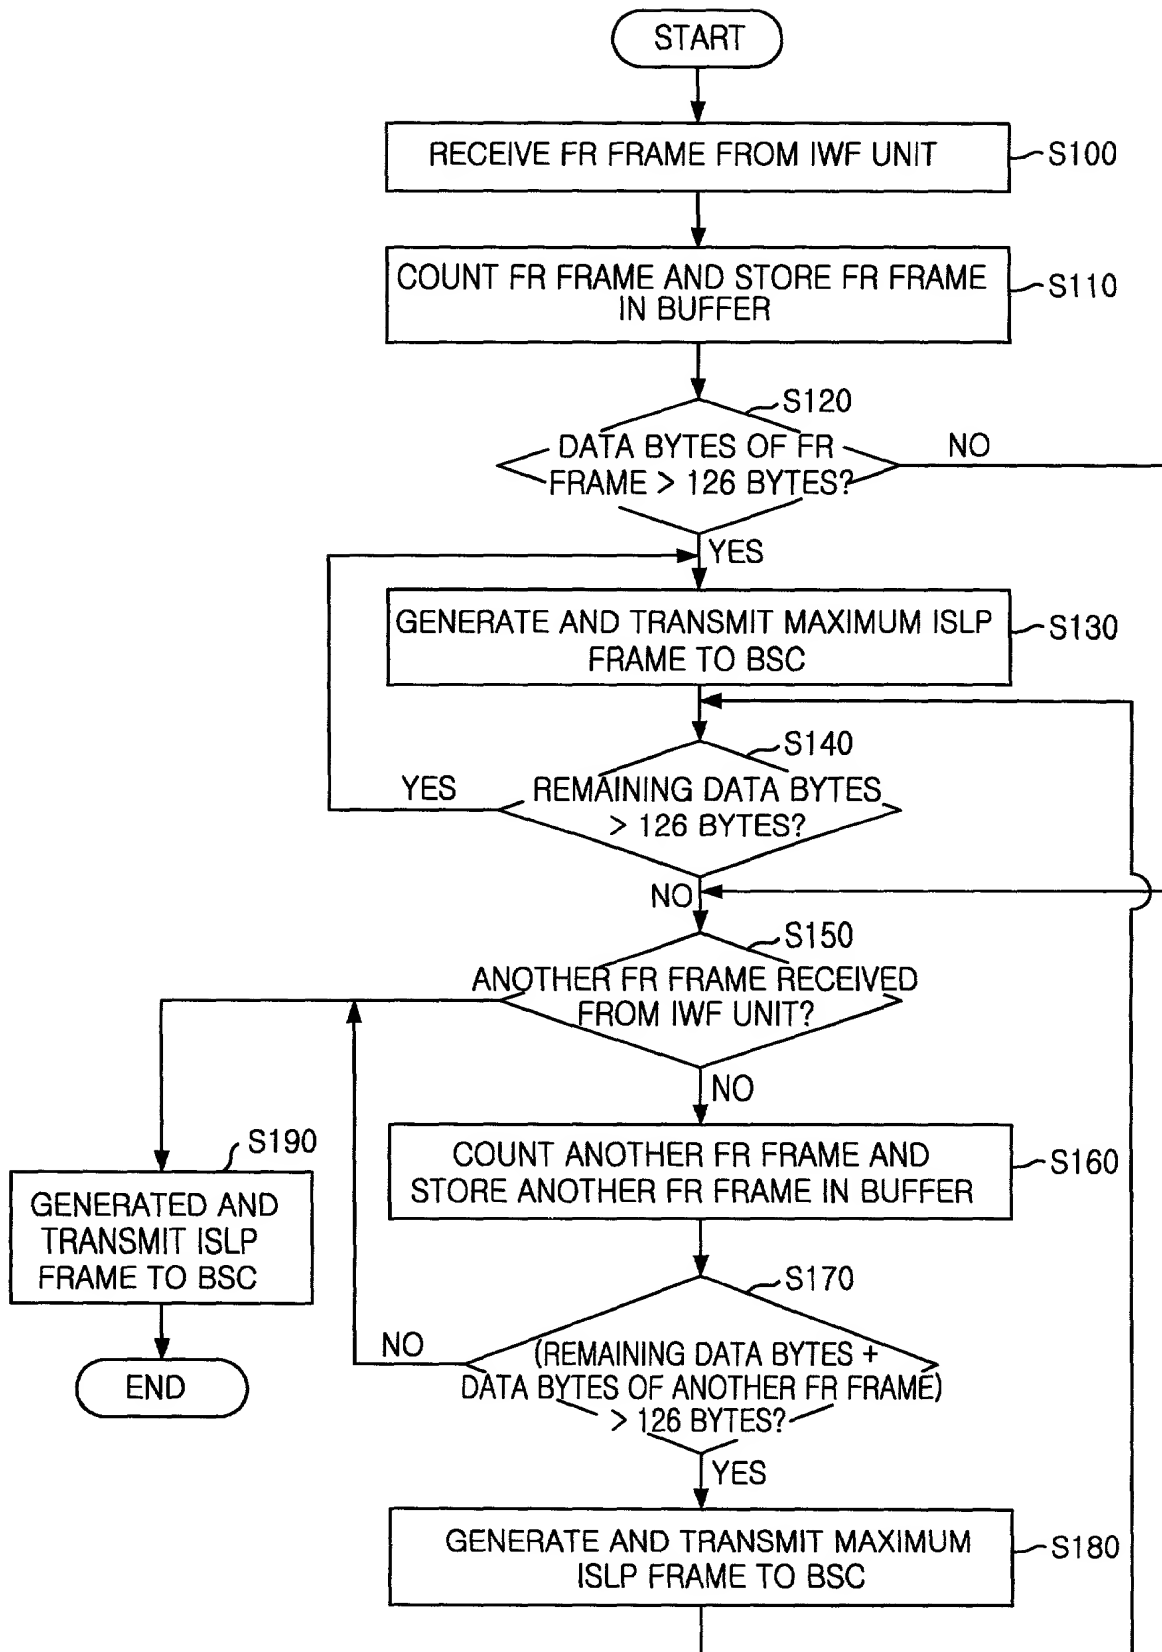 START
RECEIVE FR FRAME FROM IWF UNIT
S100
COUNT FR FRAME AND STORE FR FRAME
IN BUFFER
S110
S120
DATA BYTES OF FR
FRAME > 126 BYTES?
NO
YES
GENERATE AND TRANSMIT MAXIMUM ISLP
FRAME TO BSC
S130
S140
REMAINING DATA BYTES
> 126 BYTES?
YES
NO
S150
ANOTHER FR FRAME RECEIVED
FROM IWF UNIT?
NO
COUNT ANOTHER FR FRAME AND
STORE ANOTHER FR FRAME IN BUFFER
S160
S190
GENERATED AND
TRANSMIT ISLP
FRAME TO BSC
END
S170
(REMAINING DATA BYTES +
DATA BYTES OF ANOTHER FR FRAME)
> 126 BYTES?
NO
YES
GENERATE AND TRANSMIT MAXIMUM
ISLP FRAME TO BSC
S180